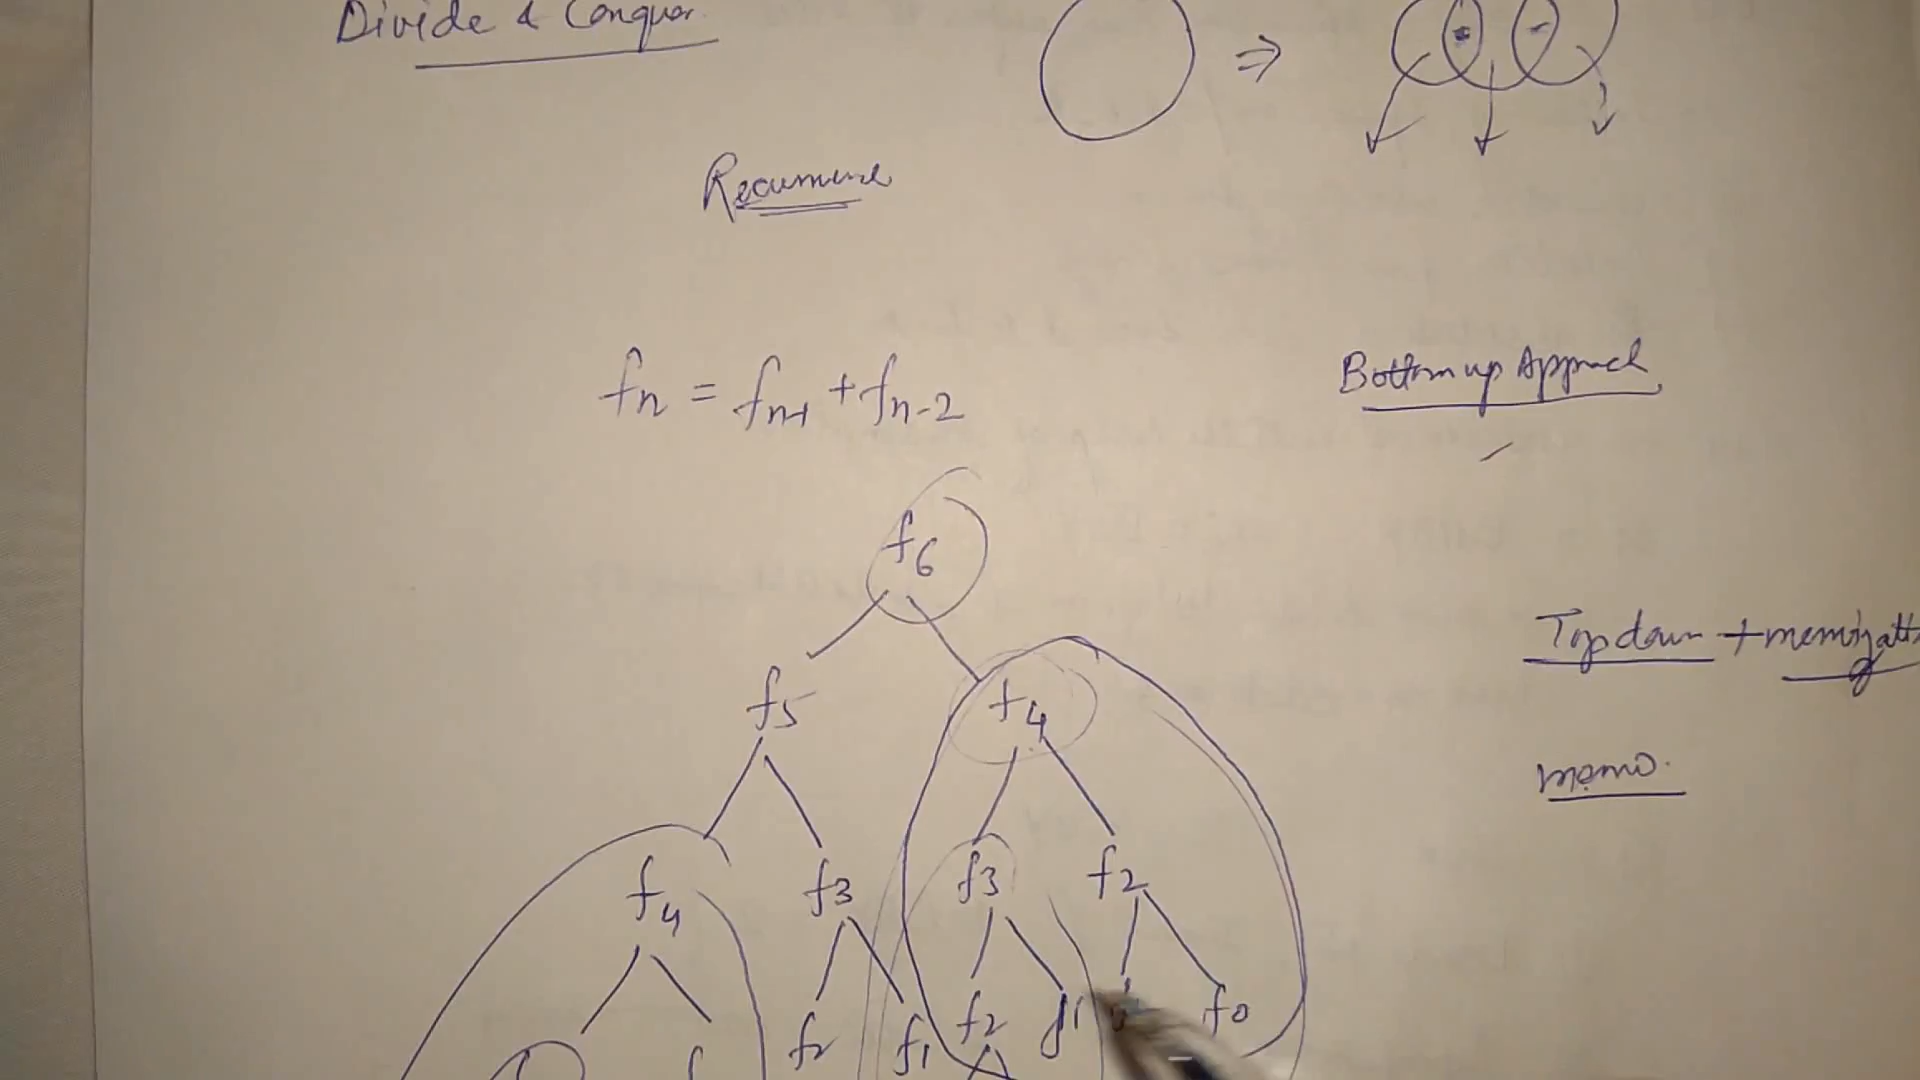 Divide & Conquer.
Recurrence
fn = fn-1 + fn-2
Bottom up Approach
f6
Top down + memoizati
f5 f4
memo.
f4 f3 f3 f2
f2 f1 f2 f1 f0